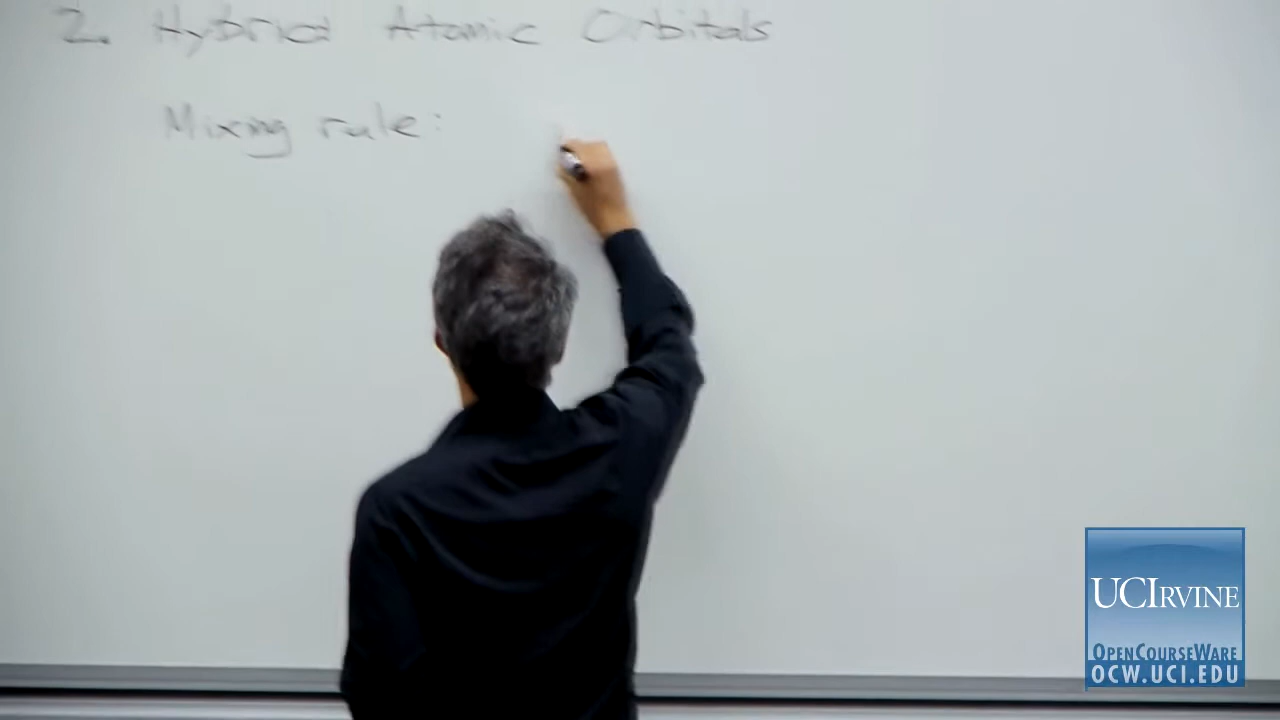 2. Hybrid Atomic Orbitals
Mixing rule:
UCIRVINE
OPENCOURSEWARE
OCW.UCI.EDU